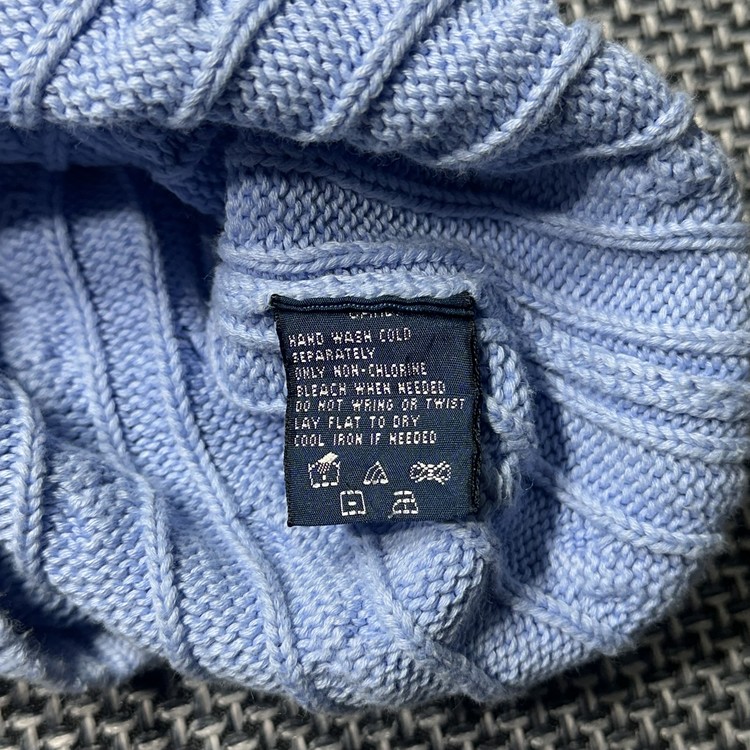 HAND WASH COLD
SEPARATELY
ONLY NON-CHLORINE
BLEACH WHEN NEEDED
DO NOT WRING OR TWIST
LAY FLAT TO DRY
COOL IRON IF NEEDED